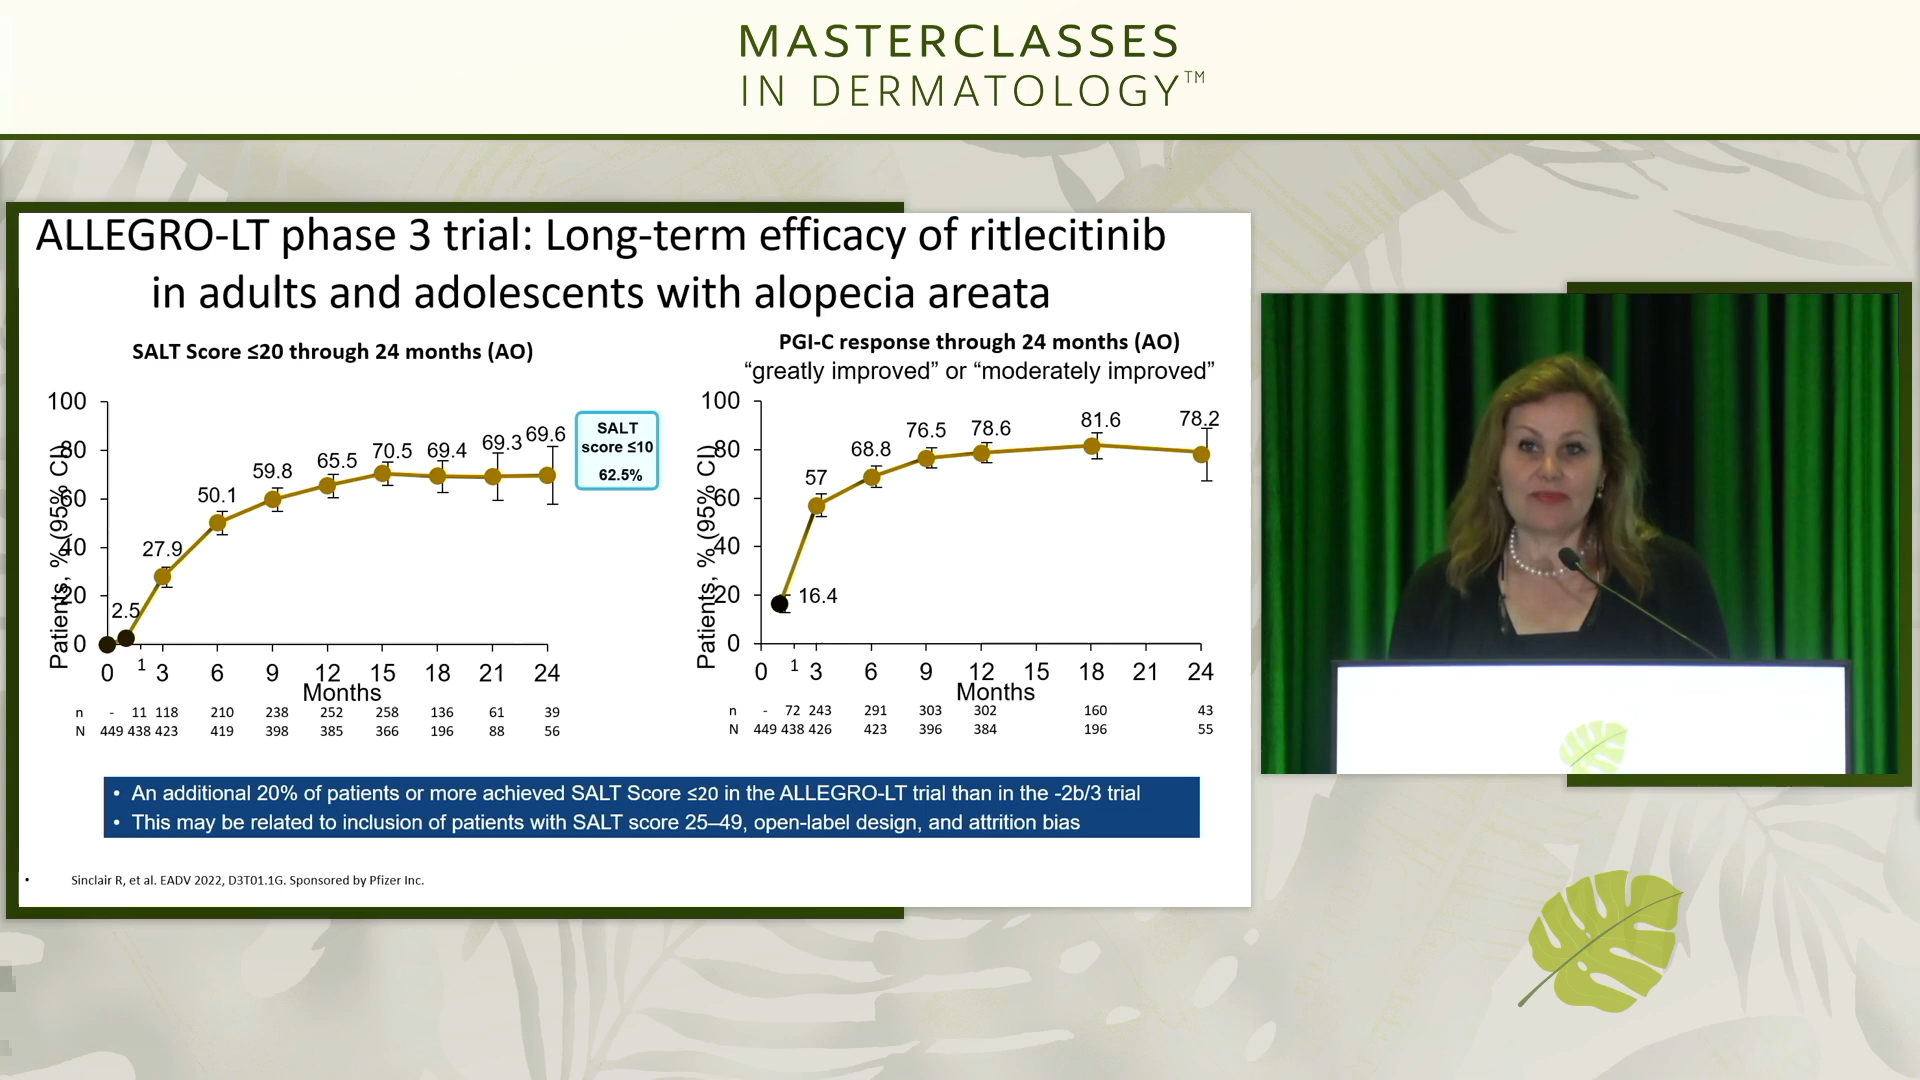 MASTERCLASSES
IN DERMATOLOGY™
ALLEGRO-LT phase 3 trial: Long-term efficacy of ritlecitinib
in adults and adolescents with alopecia areata
SALT Score ≤20 through 24 months (AO)
Patients, % (95% CI)
100
80
60
40
20
0
2.5
27.9
50.1
59.8
65.5
70.5
69.4
69.3
69.6
SALT
score ≤10
62.5%
0 1 3 6 9 12 15 18 21 24
Months
n - 11 118 210 238 252 258 136 61 39
N 449 438 423 419 398 385 366 196 88 56
PGI-C response through 24 months (AO)
“greatly improved” or “moderately improved”
Patients, % (95% CI)
100
80
60
40
20
0
16.4
57
68.8
76.5
78.6
81.6
78.2
0 1 3 6 9 12 15 18 21 24
Months
n - 72 243 291 303 302 160 43
N 449 438 426 423 396 384 196 55
• An additional 20% of patients or more achieved SALT Score ≤20 in the ALLEGRO-LT trial than in the -2b/3 trial
• This may be related to inclusion of patients with SALT score 25–49, open-label design, and attrition bias
• Sinclair R, et al. EADV 2022, D3T01.1G. Sponsored by Pfizer Inc.